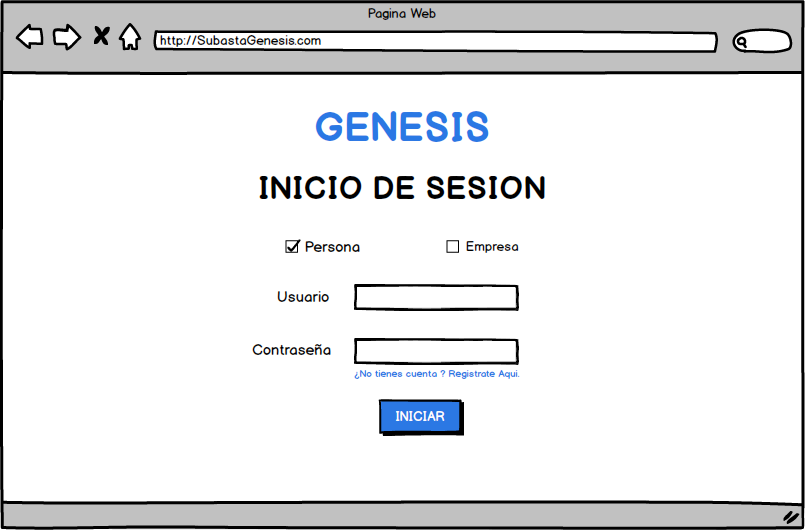 Pagina Web
http://SubastaGenesis.com
GENESIS
INICIO DE SESION
Persona Empresa
Usuario
Contraseña
¿No tienes cuenta ? Registrate Aqui.
INICIAR